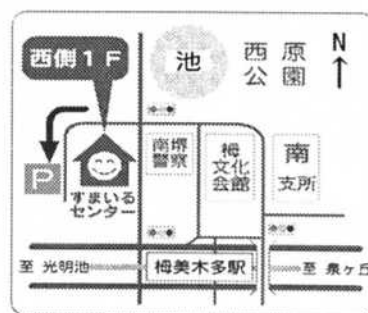 西側1F
池
西原
公園
N
P
すまいる
センター
南堺
警察
栂
文化
会館
南
支所
至 光明池
栂美木多駅
至 泉ヶ丘